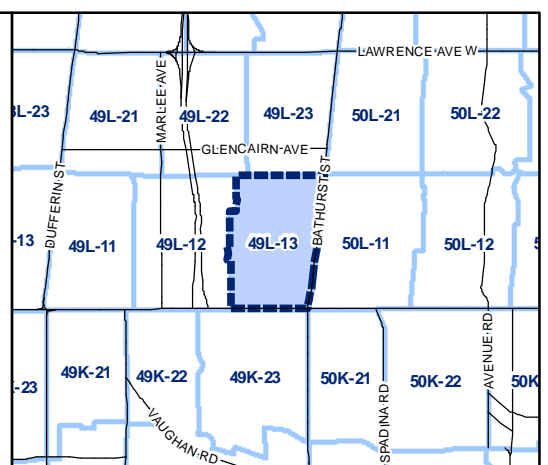 LAWRENCE AVE W
3L-23
49L-21
MARLEE AVE
49L-22
49L-23
50L-21
50L-22
GLENCAIRN AVE
DUFFERIN ST
BATHURST ST
-13
49L-11
49L-12
49L-13
50L-11
50L-12
5
49K-21
49K-22
49K-23
50K-21
50K-22
50K
-23
VAUGHAN RD
SPADINA RD
AVENUE RD